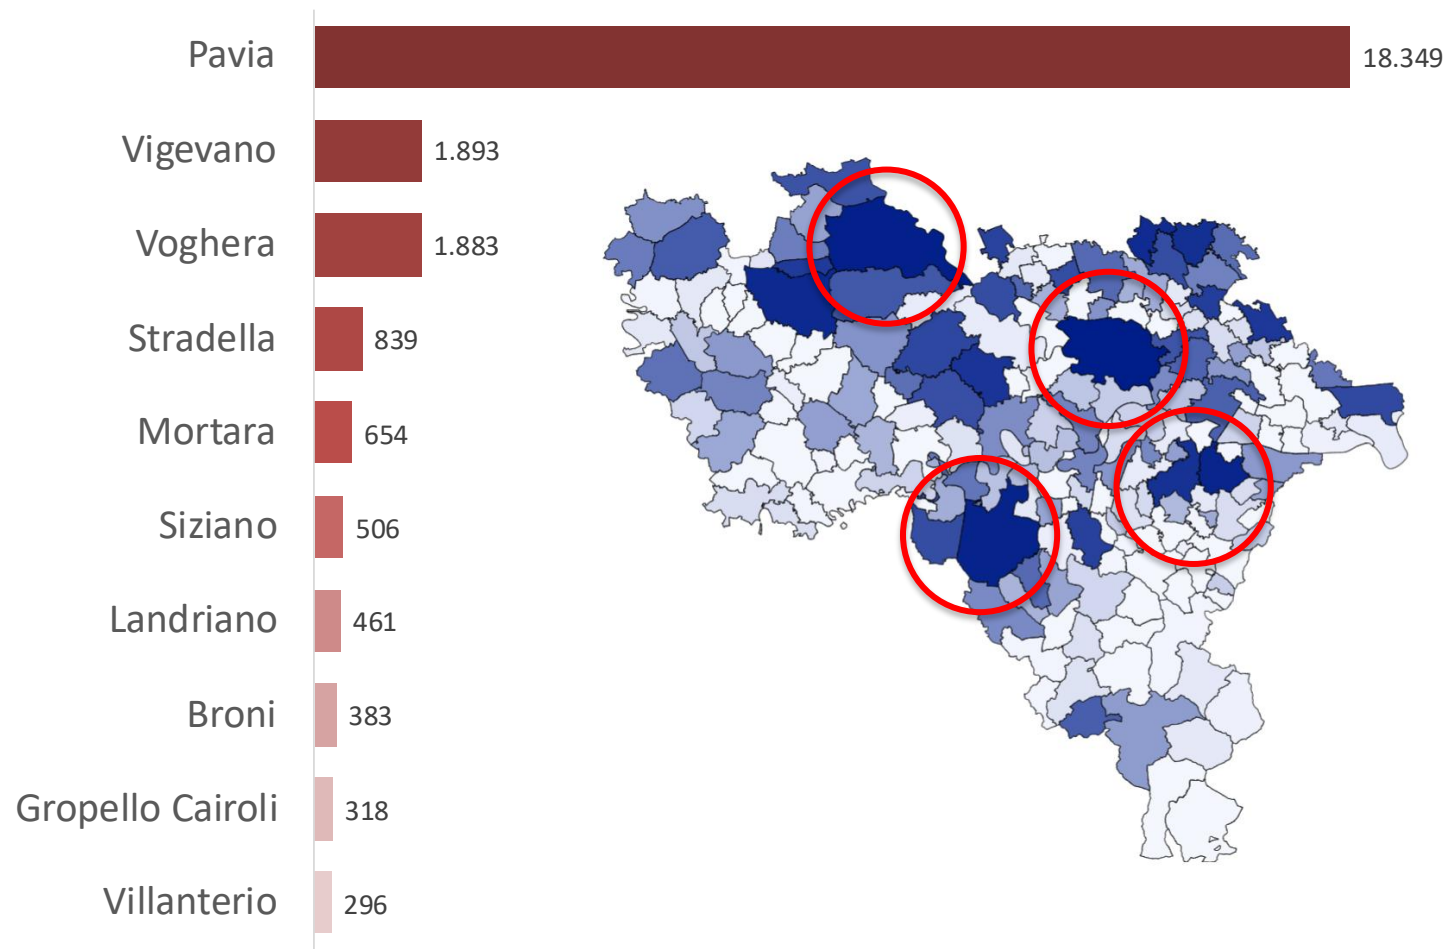 Pavia 18.349
Vigevano 1.893
Voghera 1.883
Stradella 839
Mortara 654
Siziano 506
Landriano 461
Broni 383
Gropello Cairoli 318
Villanterio 296